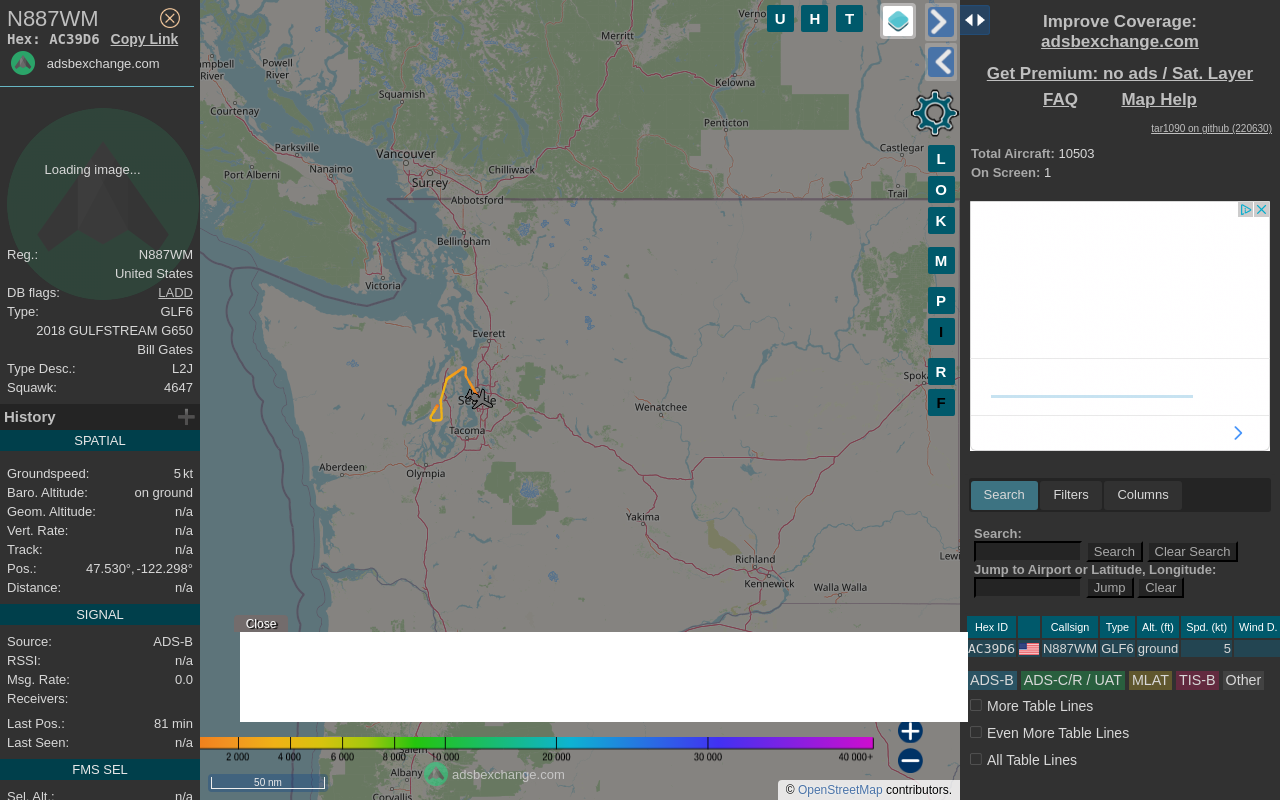 N887WM
Hex: AC39D6 Copy Link
adsbexchange.com
Loading image...
Reg.: N887WM
United States
DB flags: LADD
Type: GLF6
2018 GULFSTREAM G650
Bill Gates
Type Desc.: L2J
Squawk: 4647
History
SPATIAL
Groundspeed: 5 kt
Baro. Altitude: on ground
Geom. Altitude: n/a
Vert. Rate: n/a
Track: n/a
Pos.: 47.530°, -122.298°
Distance: n/a
SIGNAL
Source: ADS-B
RSSI: n/a
Msg. Rate: 0.0
Receivers:
Last Pos.: 81 min
Last Seen: n/a
FMS SEL
Sel. Alt.: n/a
U H T
Merritt
Powell
River
River
Squamish
Kelowna
Courtenay
Penticton
Parksville
Vancouver
Castlegar
Nanaimo
Chilliwack
Port Alberni
Surrey
Trail
Abbotsford
Bellingham
Victoria
Everett
Wenatchee
Tacoma
Aberdeen
Olympia
Yakima
Richland
Kennewick
Walla Walla
L
O
K
M
P
I
R
F
Close
2 000 4 000 6 000 8 000 10 000 20 000 30 000 40 000+
Salem
Albany
adsbexchange.com
50 nm
Corvallis
© OpenStreetMap contributors.
Improve Coverage:
adsbexchange.com
Get Premium: no ads / Sat. Layer
FAQ Map Help
tar1090 on github (220630)
Total Aircraft: 10503
On Screen: 1
Search Filters Columns
Search:
Search Clear Search
Jump to Airport or Latitude, Longitude:
Jump Clear
Hex ID Callsign Type Alt. (ft) Spd. (kt) Wind D.
AC39D6 N887WM GLF6 ground 5
ADS-B ADS-C/R / UAT MLAT TIS-B Other
More Table Lines
Even More Table Lines
All Table Lines